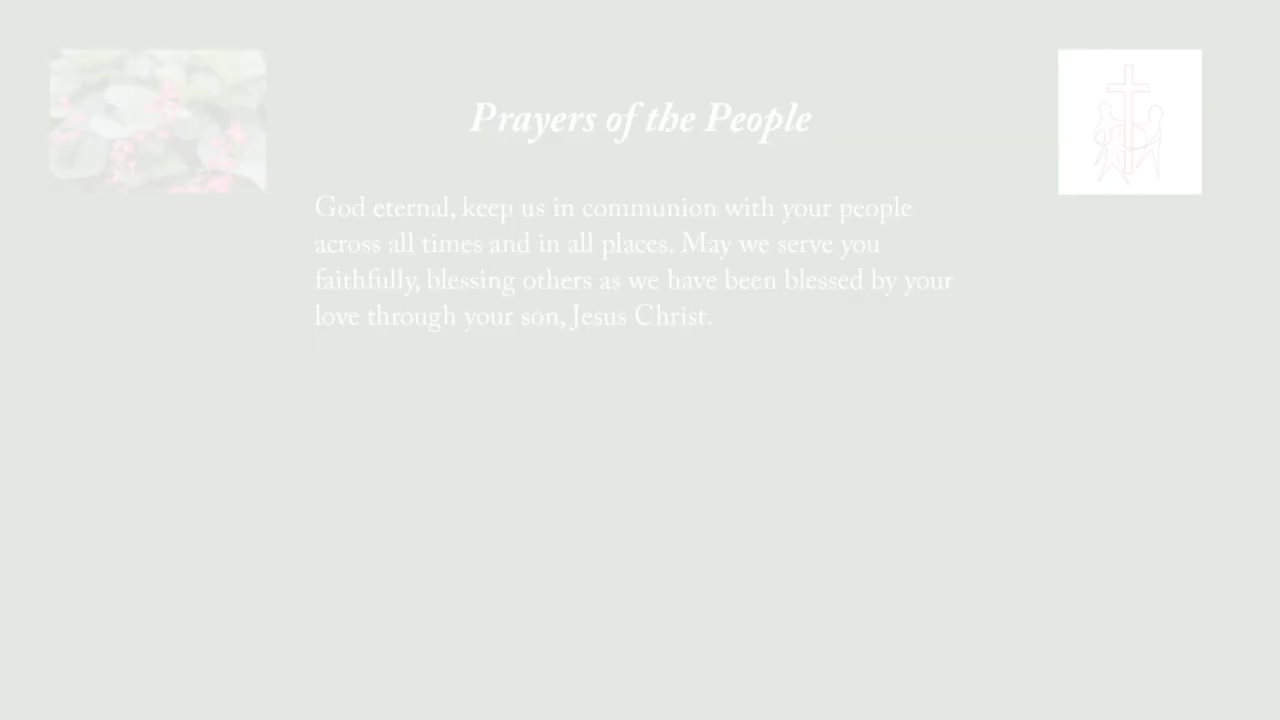 Prayers of the People
God eternal, keep us in communion with your people
across all times and in all places. May we serve you
faithfully, blessing others as we have been blessed by your
love through your son, Jesus Christ.